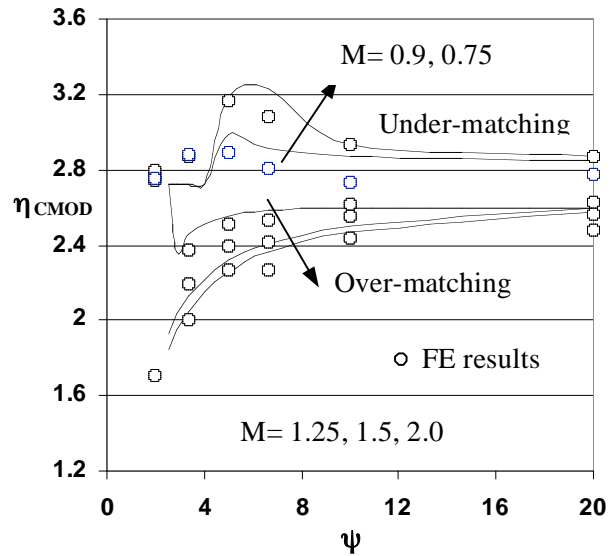 3.6
3.2
2.8
2.4
2
1.6
1.2
ηCMOD
M= 0.9, 0.75
Under-matching
Over-matching
FE results
M= 1.25, 1.5, 2.0
0 4 8 12 16 20
ψ